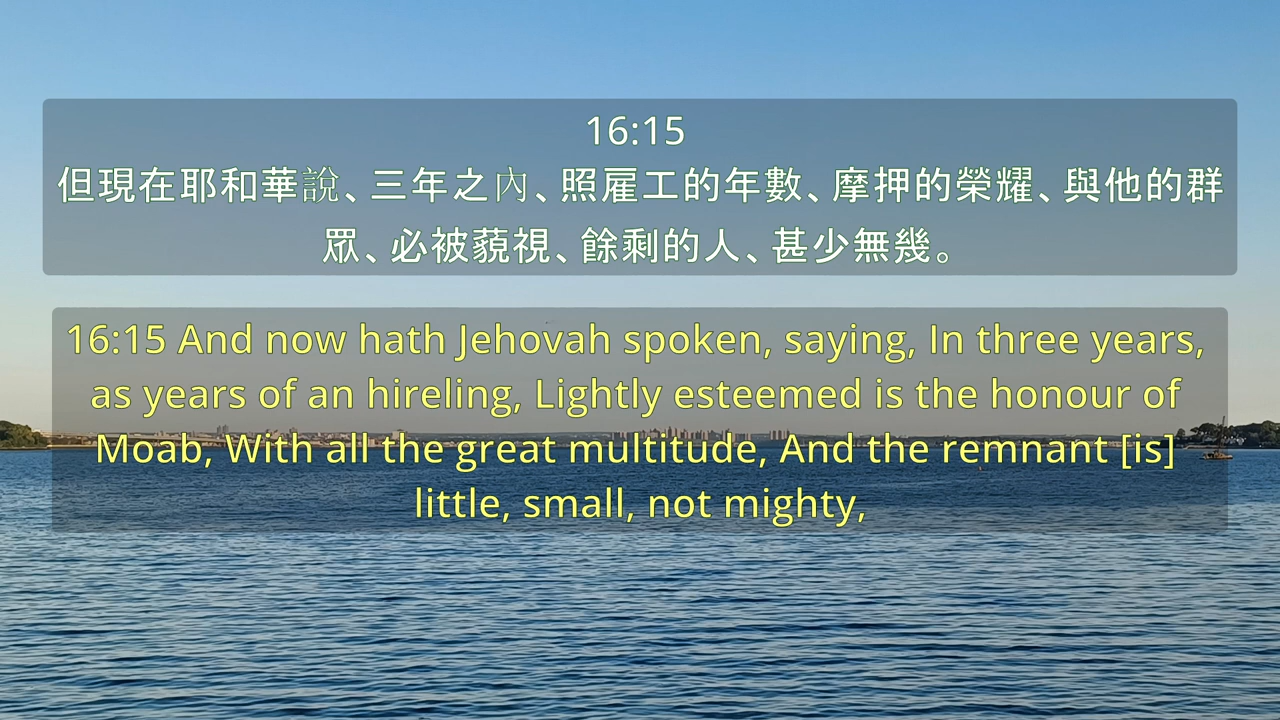 16:15
但現在耶和華說、三年之內、照雇工的年數、摩押的榮耀、與他的群
眾、必被藐視、餘剩的人、甚少無幾。
16:15 And now hath Jehovah spoken, saying, In three years,
as years of an hireling, Lightly esteemed is the honour of
Moab, With all the great multitude, And the remnant [is]
little, small, not mighty,